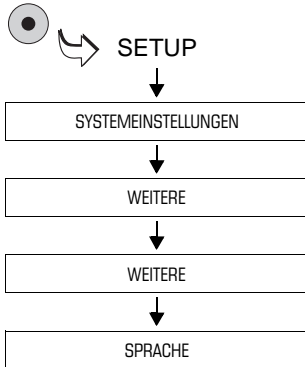 SETUP
SYSTEMEINSTELLUNGEN
WEITERE
WEITERE
SPRACHE